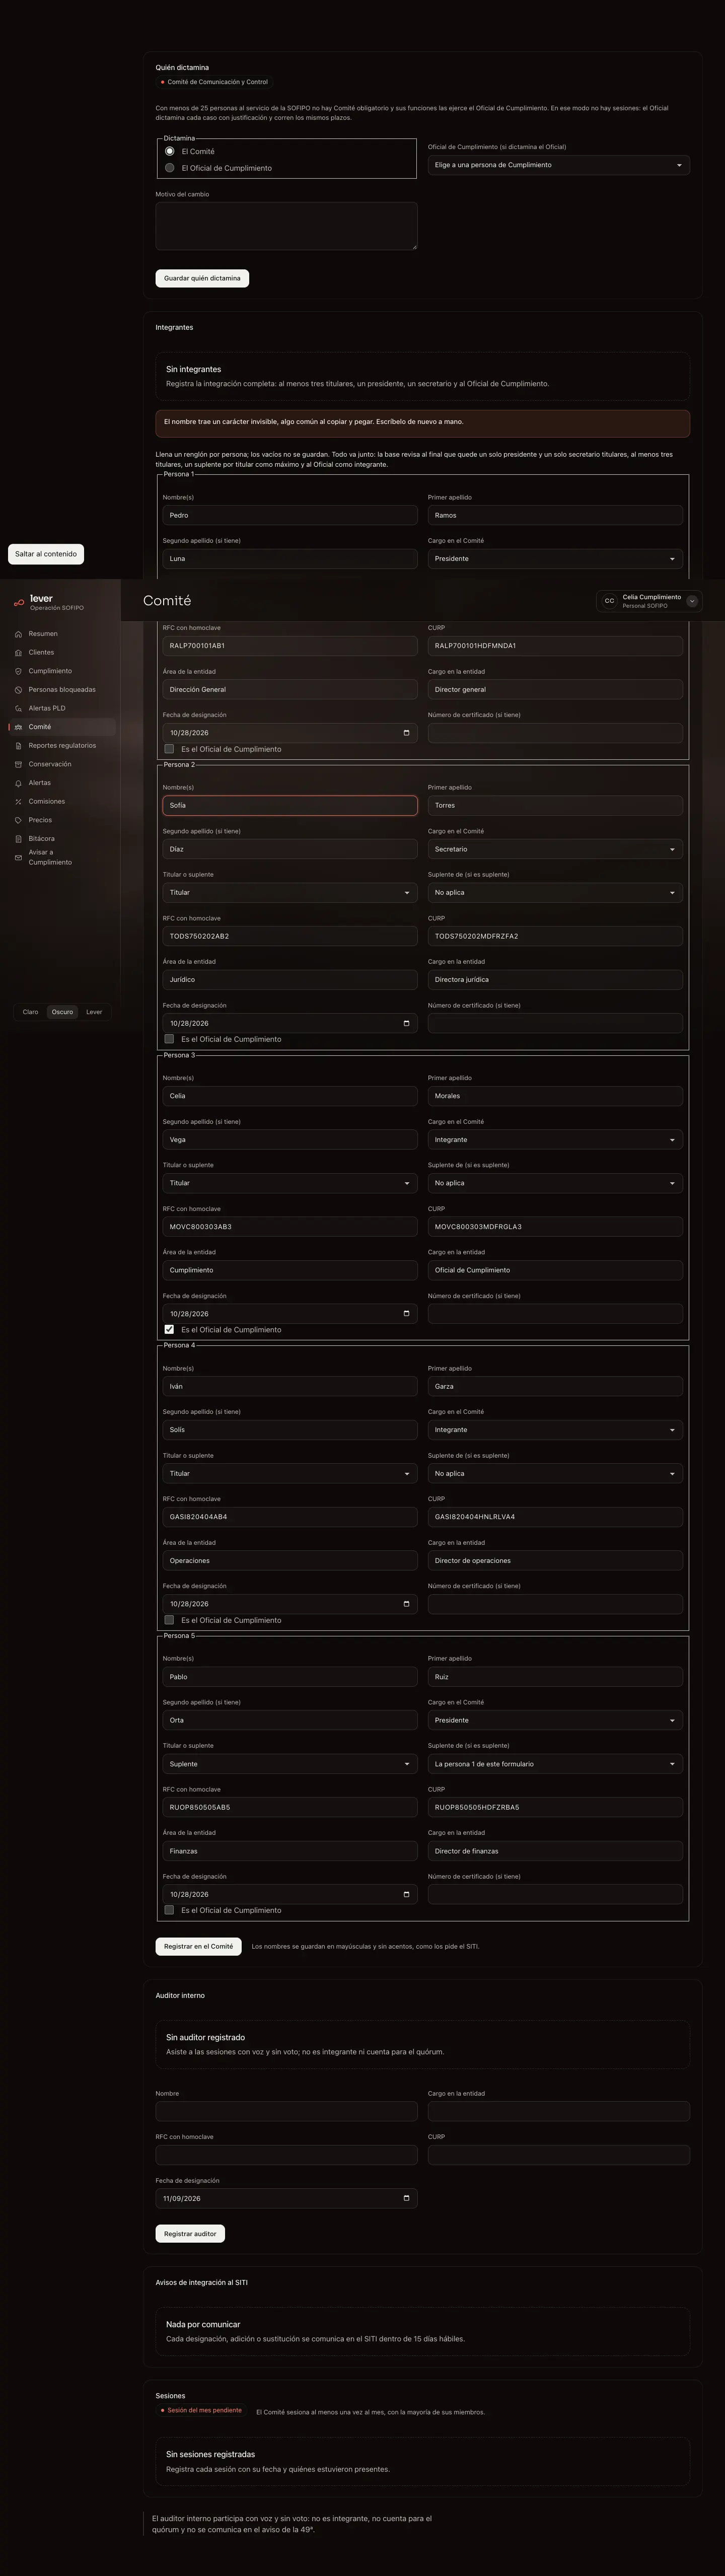 Quién dictamina
Comité de Comunicación y Control
Con menos de 25 personas al servicio de la SOFIPO no hay Comité obligatorio y sus funciones las ejerce el Oficial de Cumplimiento. En ese modo no hay sesiones: el Oficial
dictamina cada caso con justificación y corren los mismos plazos.
Dictamina
El Comité
El Oficial de Cumplimiento
Oficial de Cumplimiento (si dictamina el Oficial)
Elige a una persona de Cumplimiento
Motivo del cambio
Guardar quién dictamina
Integrantes
Sin integrantes
Registra la integración completa: al menos tres titulares, un presidente, un secretario y al Oficial de Cumplimiento.
El nombre trae un carácter invisible, algo común al copiar y pegar. Escríbelo de nuevo a mano.
Llena un renglón por persona; los vacíos no se guardan. Todo va junto: la base revisa al final que quede un solo presidente y un solo secretario titulares, al menos tres
titulares, un suplente por titular como máximo y al Oficial como integrante.
Persona 1
Nombre(s)
Primer apellido
Pedro
Ramos
Segundo apellido (si tiene)
Cargo en el Comité
Luna
Presidente
Saltar al contenido
lever
Operación SOFIPO
Comité
CC
Celia Cumplimiento
Personal SOFIPO
Resumen
Clientes
Cumplimiento
Personas bloqueadas
Alertas PLD
Comité
Reportes regulatorios
Conservación
Alertas
Comisiones
Precios
Bitácora
Avisar a
Cumplimiento
Claro
Oscuro
Lever
RFC con homoclave
CURP
RALP700101AB1
RALP700101HDFMNDA1
Área de la entidad
Cargo en la entidad
Dirección General
Director general
Fecha de designación
Número de certificado (si tiene)
10/28/2026
Es el Oficial de Cumplimiento
Persona 2
Nombre(s)
Primer apellido
Sofía
Torres
Segundo apellido (si tiene)
Cargo en el Comité
Díaz
Secretario
Titular o suplente
Suplente de (si es suplente)
Titular
No aplica
RFC con homoclave
CURP
TODS750202AB2
TODS750202MDFRZFA2
Área de la entidad
Cargo en la entidad
Jurídico
Directora jurídica
Fecha de designación
Número de certificado (si tiene)
10/28/2026
Es el Oficial de Cumplimiento
Persona 3
Nombre(s)
Primer apellido
Celia
Morales
Segundo apellido (si tiene)
Cargo en el Comité
Vega
Integrante
Titular o suplente
Suplente de (si es suplente)
Titular
No aplica
RFC con homoclave
CURP
MOVC800303AB3
MOVC800303MDFRGLA3
Área de la entidad
Cargo en la entidad
Cumplimiento
Oficial de Cumplimiento
Fecha de designación
Número de certificado (si tiene)
10/28/2026
Es el Oficial de Cumplimiento
Persona 4
Nombre(s)
Primer apellido
Iván
Garza
Segundo apellido (si tiene)
Cargo en el Comité
Solís
Integrante
Titular o suplente
Suplente de (si es suplente)
Titular
No aplica
RFC con homoclave
CURP
GASI820404AB4
GASI820404HNLRLVA4
Área de la entidad
Cargo en la entidad
Operaciones
Director de operaciones
Fecha de designación
Número de certificado (si tiene)
10/28/2026
Es el Oficial de Cumplimiento
Persona 5
Nombre(s)
Primer apellido
Pablo
Ruiz
Segundo apellido (si tiene)
Cargo en el Comité
Orta
Presidente
Titular o suplente
Suplente de (si es suplente)
Suplente
La persona 1 de este formulario
RFC con homoclave
CURP
RUOP850505AB5
RUOP850505HDFZRBA5
Área de la entidad
Cargo en la entidad
Finanzas
Director de finanzas
Fecha de designación
Número de certificado (si tiene)
10/28/2026
Es el Oficial de Cumplimiento
Registrar en el Comité
Los nombres se guardan en mayúsculas y sin acentos, como los pide el SITI.
Auditor interno
Sin auditor registrado
Asiste a las sesiones con voz y sin voto; no es integrante ni cuenta para el quórum.
Nombre
Cargo en la entidad
RFC con homoclave
CURP
Fecha de designación
11/09/2026
Registrar auditor
Avisos de integración al SITI
Nada por comunicar
Cada designación, adición o sustitución se comunica en el SITI dentro de 15 días hábiles.
Sesiones
Sesión del mes pendiente
El Comité sesiona al menos una vez al mes, con la mayoría de sus miembros.
Sin sesiones registradas
Registra cada sesión con su fecha y quiénes estuvieron presentes.
El auditor interno participa con voz y sin voto: no es integrante, no cuenta para el
quórum y no se comunica en el aviso de la 49ª.